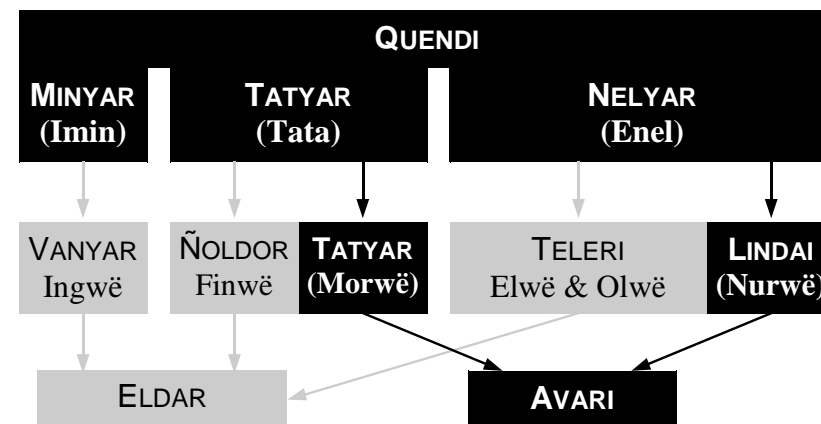 QUENDI
MINYAR TATYAR NELYAR
(Imin) (Tata) (Enel)
VANYAR ÑOLDOR TATYAR TELERI LINDAI
Ingwë Finwë (Morwë) Elwë & Olwë (Nurwë)
ELDAR AVARI